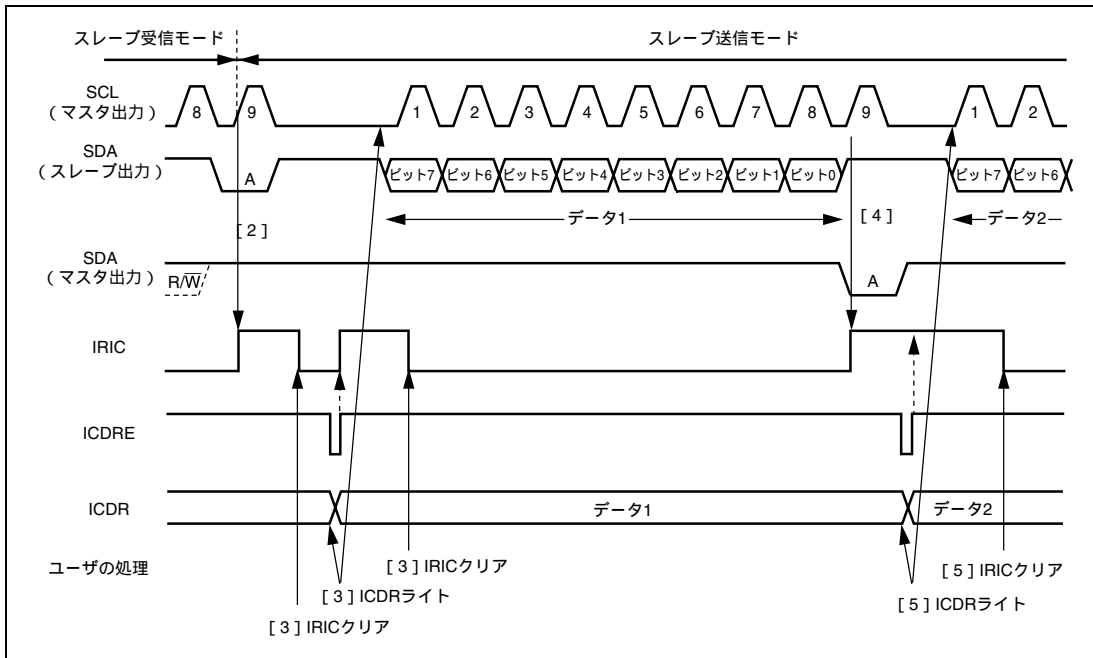 スレーブ受信モード
スレーブ送信モード
SCL
（マスタ出力）
8 9 1 2 3 4 5 6 7 8 9 1 2
SDA
（スレーブ出力）
A ビット7 ビット6 ビット5 ビット4 ビット3 ビット2 ビット1 ビット0 ビット7 ビット6
[ 2 ]
データ1
[ 4 ]
データ2
SDA
（マスタ出力）
R/W̅
A
IRIC
ICDRE
ICDR
データ1
データ2
ユーザの処理
[ 3 ] IRICクリア
[ 5 ] IRICクリア
[ 3 ] ICDRライト
[ 5 ] ICDRライト
[ 3 ] IRICクリア